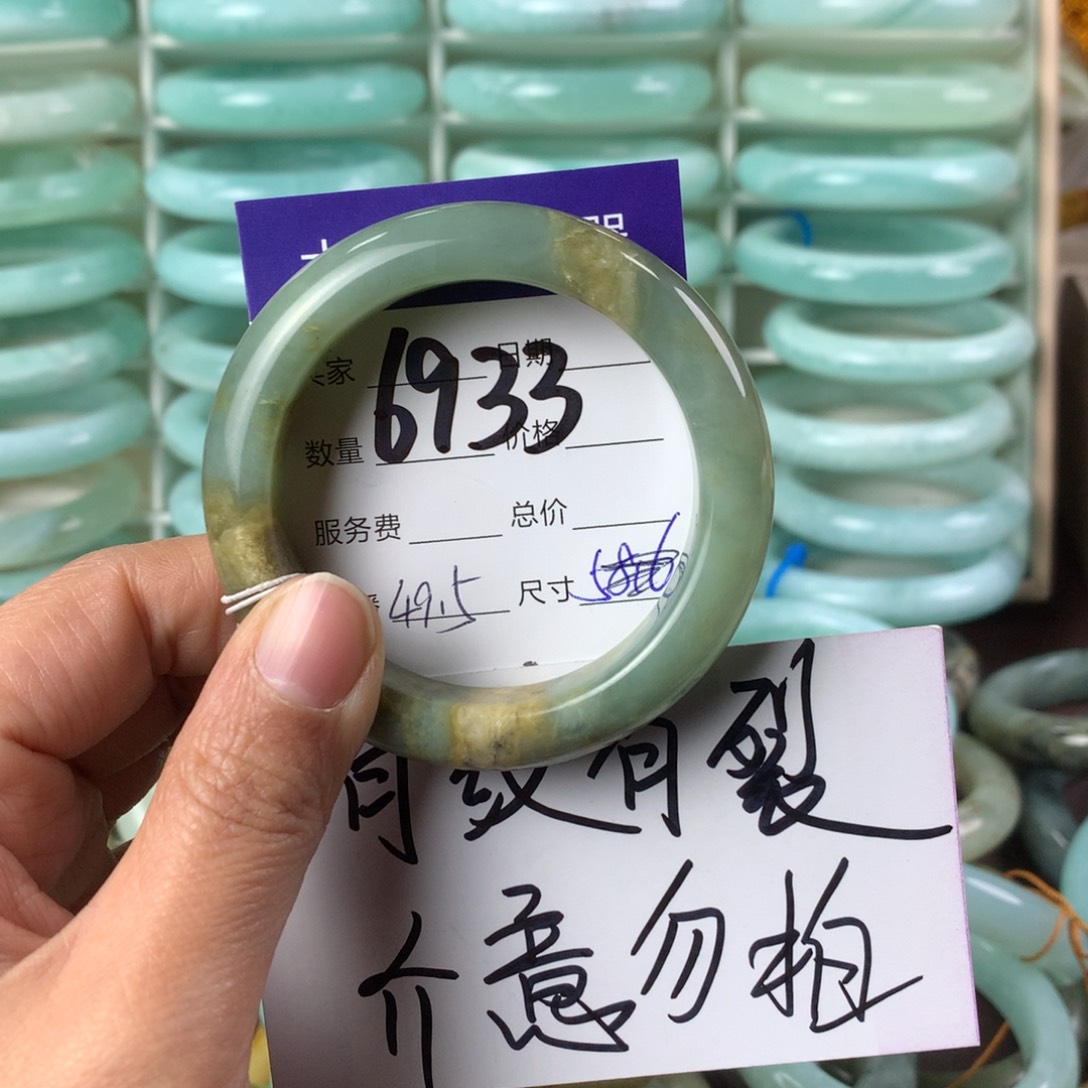 6933
家 日期
数量 价格
服务费 总价
49.5 尺寸
有纹有裂
介意勿拍